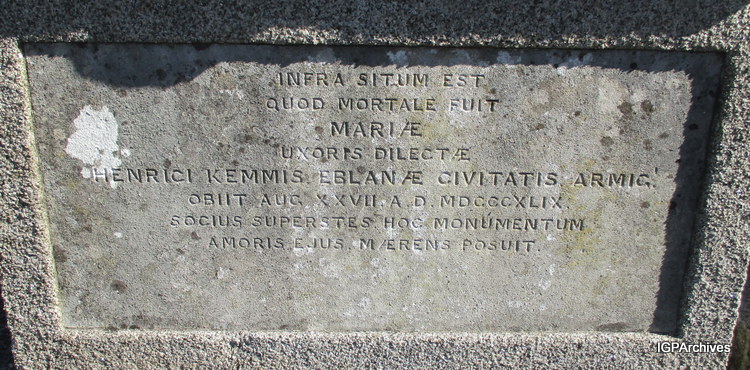 INFRA SITUM EST
QUOD MORTALE FUIT
MARIÆ
UXORIS DILECTÆ
HENRICI KEMMIS, EBLANÆ CIVITATIS, ARMIG.
OBIIT AUG. XXVII. A.D. MDCCCXLIX.
SOCIUS SUPERSTES, HOC MONUMENTUM
AMORIS EJUS, MÆRENS POSUIT.
IGPArchives